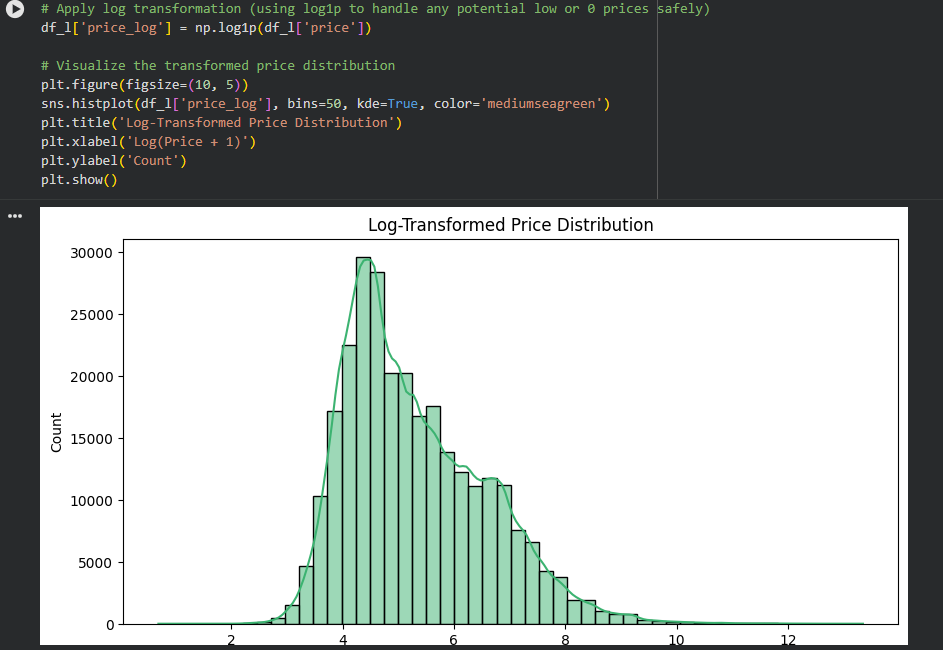 # Apply log transformation (using log1p to handle any potential low or 0 prices safely)
df_l['price_log'] = np.log1p(df_l['price'])
# Visualize the transformed price distribution
plt.figure(figsize=(10, 5))
sns.histplot(df_l['price_log'], bins=50, kde=True, color='mediumseagreen')
plt.title('Log-Transformed Price Distribution')
plt.xlabel('Log(Price + 1)')
plt.ylabel('Count')
plt.show()
Log-Transformed Price Distribution
30000
25000
20000
15000
10000
5000
0
Count
2 4 6 8 10 12